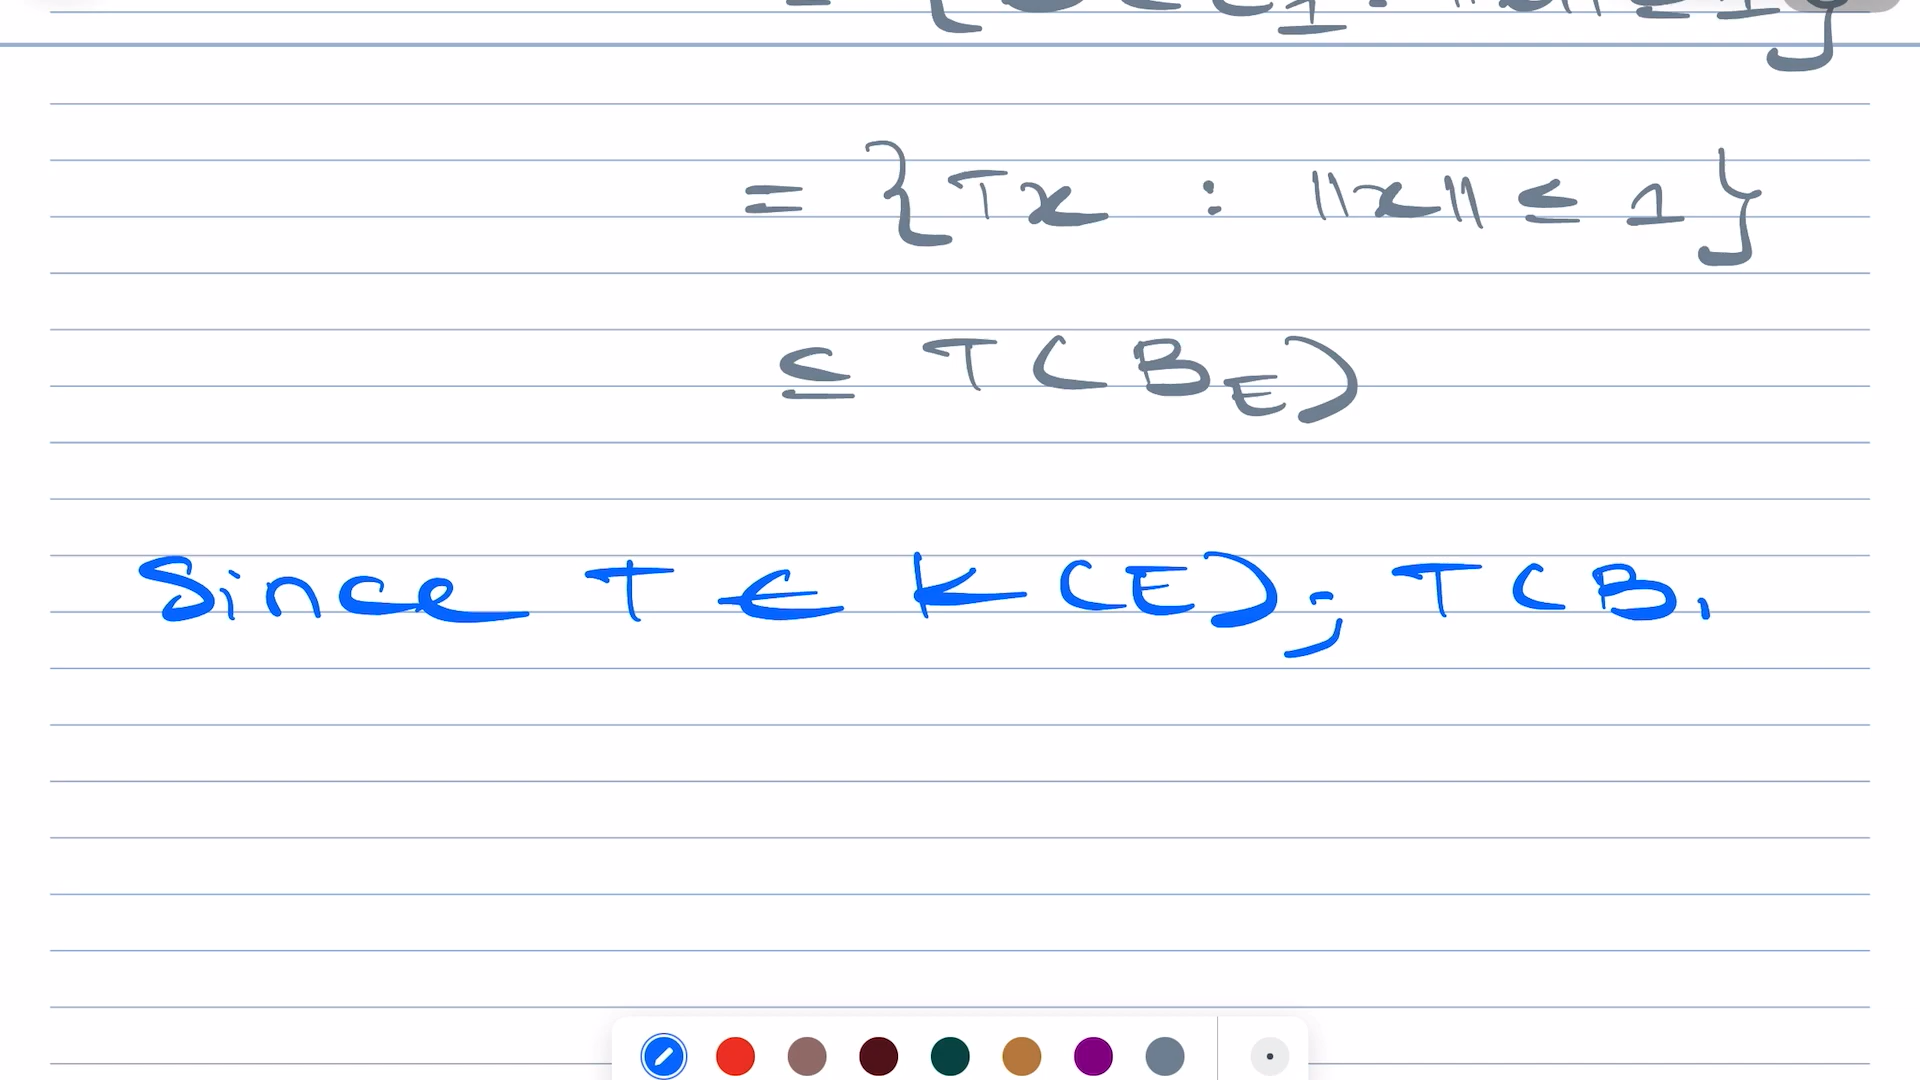 = {Tx : ||x|| ≤ 1}
⊆ T(B_E)
Since T ∈ K(E); T(B